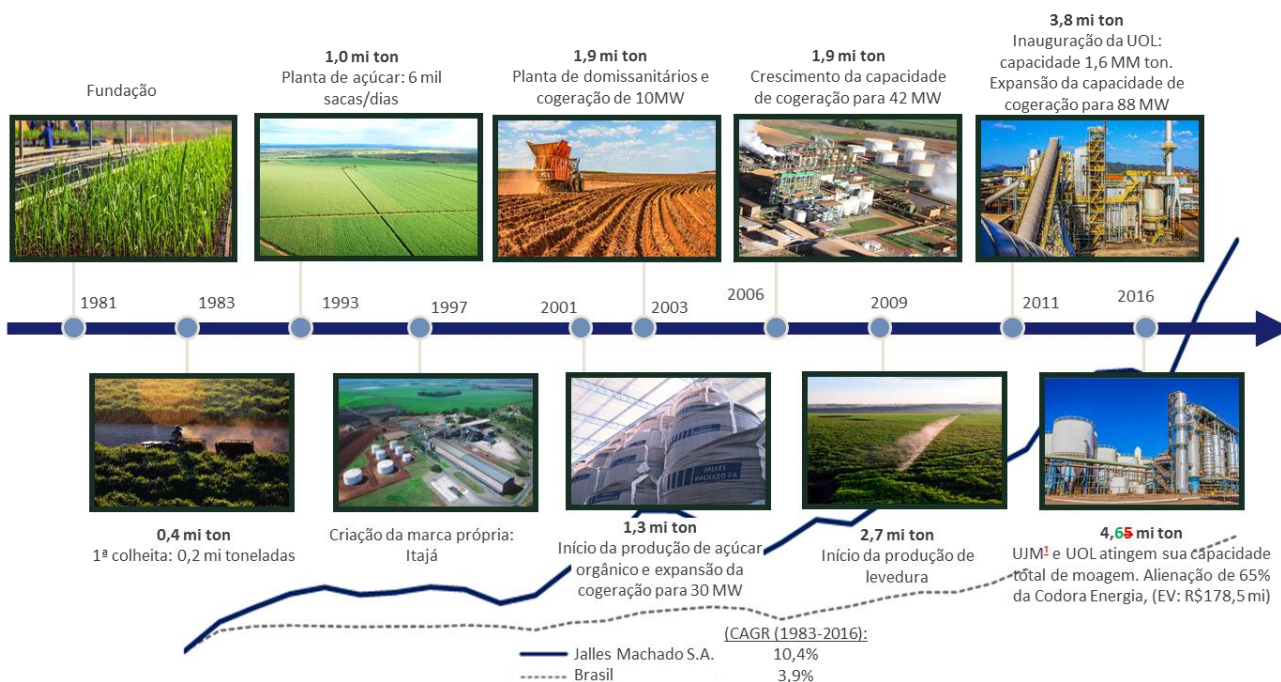 Fundação
1,0 mi ton
Planta de açúcar: 6 mil
sacas/dias
1,9 mi ton
Planta de domissanitários e
cogeração de 10MW
1,9 mi ton
Crescimento da capacidade
de cogeração para 42 MW
3,8 mi ton
Inauguração da UOL:
capacidade 1,6 MM ton.
Expansão da capacidade de
cogeração para 88 MW
1981
1983
1993
1997
2001
2003
2006
2009
2011
2016
JALLES
MACHADO S/A
0,4 mi ton
1ª colheita: 0,2 mi toneladas
Criação da marca própria:
Itajá
1,3 mi ton
Início da produção de açúcar
orgânico e expansão da
cogeração para 30 MW
2,7 mi ton
Início da produção de
levedura
4,65 mi ton
UJM1 e UOL atingem sua capacidade
total de moagem. Alienação de 65%
da Codora Energia, (EV: R$178,5 mi)
(CAGR (1983-2016):
Jalles Machado S.A. 10,4%
Brasil 3,9%